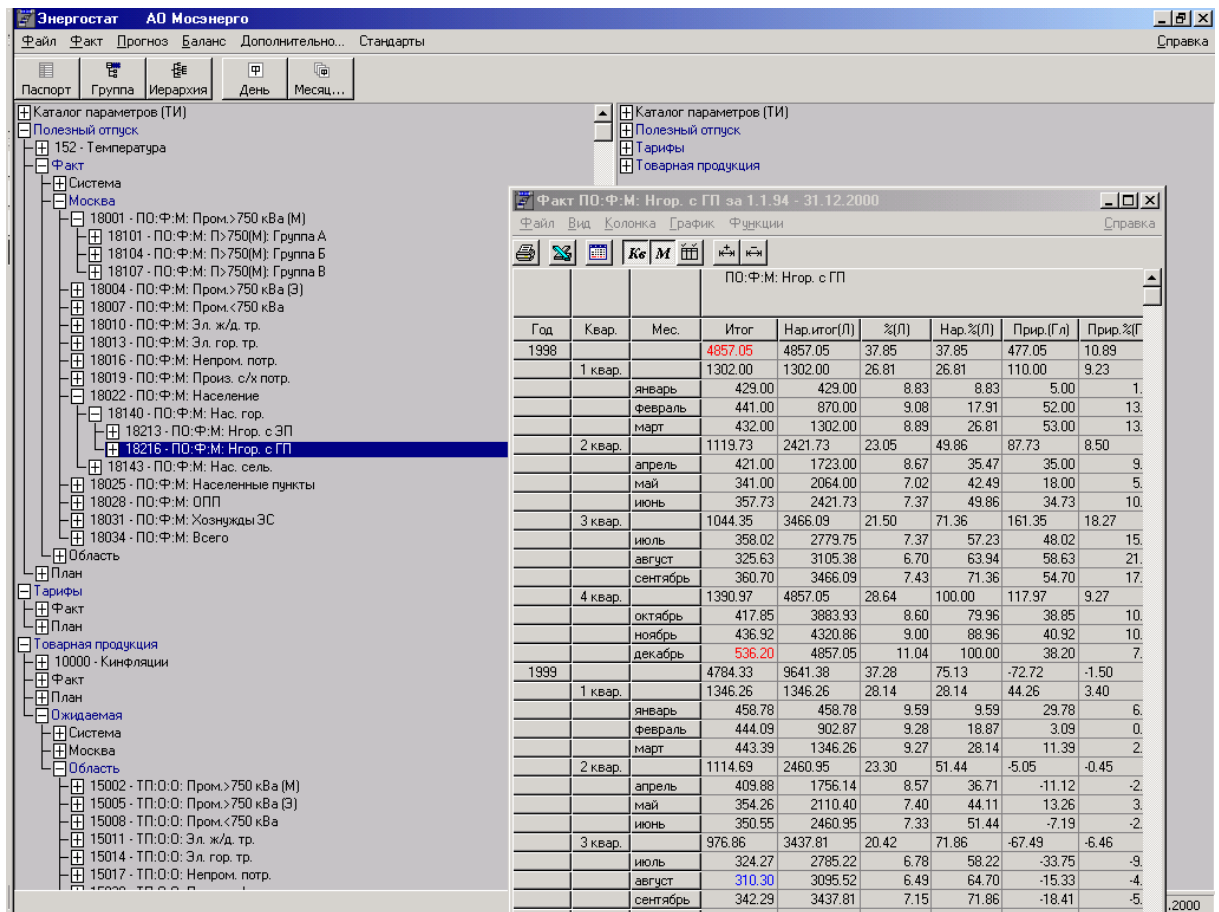 Энергостат АО Мосэнерго
Файл Факт Прогноз Баланс Дополнительно... Стандарты Справка
Паспорт Группа Иерархия День Месяц...
Каталог параметров (ТИ)
Полезный отпуск
152 - Температура
Факт
Система
Москва
18001 - ПО:Ф:М: Пром.>750 кВа (М)
18101 - ПО:Ф:М: П>750(М): Группа А
18104 - ПО:Ф:М: П>750(М): Группа Б
18107 - ПО:Ф:М: П>750(М): Группа В
18004 - ПО:Ф:М: Пром.>750 кВа (Э)
18007 - ПО:Ф:М: Пром.<750 кВа
18010 - ПО:Ф:М: Эл. ж/д. тр.
18013 - ПО:Ф:М: Эл. гор. тр.
18016 - ПО:Ф:М: Непром. потр.
18019 - ПО:Ф:М: Произ. с/х потр.
18022 - ПО:Ф:М: Население
18140 - ПО:Ф:М: Нас. гор.
18213 - ПО:Ф:М: Нгор. с ЭП
18216 - ПО:Ф:М: Нгор. с ГП
18143 - ПО:Ф:М: Нас. сель.
18025 - ПО:Ф:М: Населенные пункты
18028 - ПО:Ф:М: ОПП
18031 - ПО:Ф:М: Хознужды ЭС
18034 - ПО:Ф:М: Всего
Область
План
Тарифы
Факт
План
Товарная продукция
10000 - Кинфляции
Факт
План
Ожидаемая
Система
Москва
Область
15002 - ТП:О:О: Пром.>750 кВа (М)
15005 - ТП:О:О: Пром.>750 кВа (Э)
15008 - ТП:О:О: Пром.<750 кВа
15011 - ТП:О:О: Эл. ж/д. тр.
15014 - ТП:О:О: Эл. гор. тр.
15017 - ТП:О:О: Непром. потр.
Каталог параметров (ТИ)
Полезный отпуск
Тарифы
Товарная продукция
Факт ПО:Ф:М: Нгор. с ГП за 1.1.94 - 31.12.2000
Файл Вид Колонка График Функции Справка
Кв М
ПО:Ф:М: Нгор. с ГП
Год Квар. Мес. Итог Нар.итог(Л) %(Л) Нар.%(Л) Прир.(Гл) Прир.%(Г
1998 4857.05 4857.05 37.85 37.85 477.05 10.89
1 квар. 1302.00 1302.00 26.81 26.81 110.00 9.23
январь 429.00 429.00 8.83 8.83 5.00 1.
февраль 441.00 870.00 9.08 17.91 52.00 13.
март 432.00 1302.00 8.89 26.81 53.00 13.
2 квар. 1119.73 2421.73 23.05 49.86 87.73 8.50
апрель 421.00 1723.00 8.67 35.47 35.00 9.
май 341.00 2064.00 7.02 42.49 18.00 5.
июнь 357.73 2421.73 7.37 49.86 34.73 10.
3 квар. 1044.35 3466.09 21.50 71.36 161.35 18.27
июль 358.02 2779.75 7.37 57.23 48.02 15.
август 325.63 3105.38 6.70 63.94 58.63 21.
сентябрь 360.70 3466.09 7.43 71.36 54.70 17.
4 квар. 1390.97 4857.05 28.64 100.00 117.97 9.27
октябрь 417.85 3883.93 8.60 79.96 38.85 10.
ноябрь 436.92 4320.86 9.00 88.96 40.92 10.
декабрь 536.20 4857.05 11.04 100.00 38.20 7.
1999 4784.33 9641.38 37.28 75.13 -72.72 -1.50
1 квар. 1346.26 1346.26 28.14 28.14 44.26 3.40
январь 458.78 458.78 9.59 9.59 29.78 6.
февраль 444.09 902.87 9.28 18.87 3.09 0.
март 443.39 1346.26 9.27 28.14 11.39 2.
2 квар. 1114.69 2460.95 23.30 51.44 -5.05 -0.45
апрель 409.88 1756.14 8.57 36.71 -11.12 -2.
май 354.26 2110.40 7.40 44.11 13.26 3.
июнь 350.55 2460.95 7.33 51.44 -7.19 -2.
3 квар. 976.86 3437.81 20.42 71.86 -67.49 -6.46
июль 324.27 2785.22 6.78 58.22 -33.75 -9.
август 310.30 3095.52 6.49 64.70 -15.33 -4.
сентябрь 342.29 3437.81 7.15 71.86 -18.41 -5.
.2000